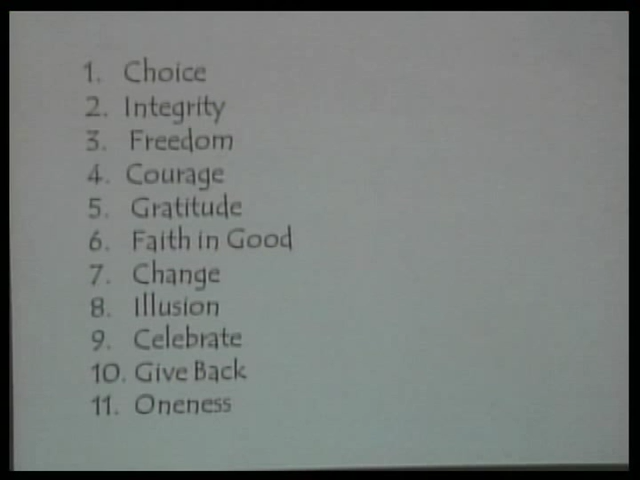 1. Choice
2. Integrity
3. Freedom
4. Courage
5. Gratitude
6. Faith in Good
7. Change
8. Illusion
9. Celebrate
10. Give Back
11. Oneness